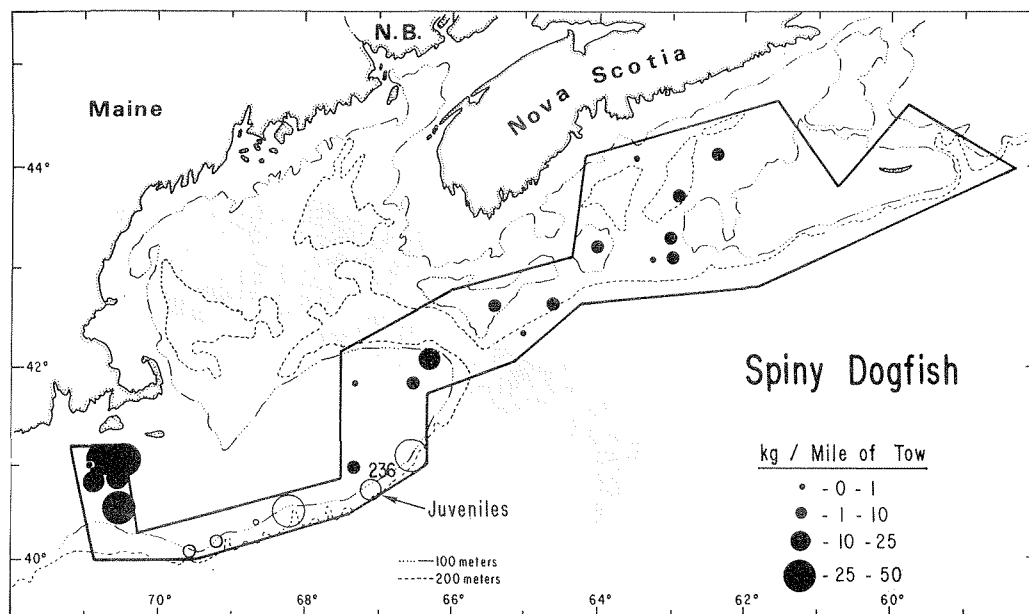 N.B.
Maine
Nova Scotia
44°
42°
40°
Spiny Dogfish
kg / Mile of Tow
- 0 - 1
- 1 - 10
- 10 - 25
- 25 - 50
236
Juveniles
100 meters
200 meters
70° 68° 66° 64° 62° 60°